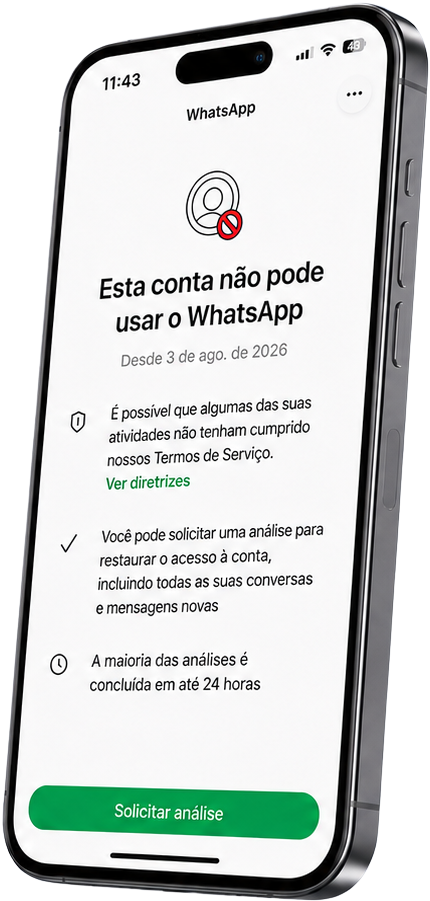 11:43
48
WhatsApp
Esta conta não pode
usar o WhatsApp
Desde 3 de ago. de 2026
É possível que algumas das suas
atividades não tenham cumprido
nossos Termos de Serviço.
Ver diretrizes
Você pode solicitar uma análise para
restaurar o acesso à conta,
incluindo todas as suas conversas
e mensagens novas
A maioria das análises é
concluída em até 24 horas
Solicitar análise